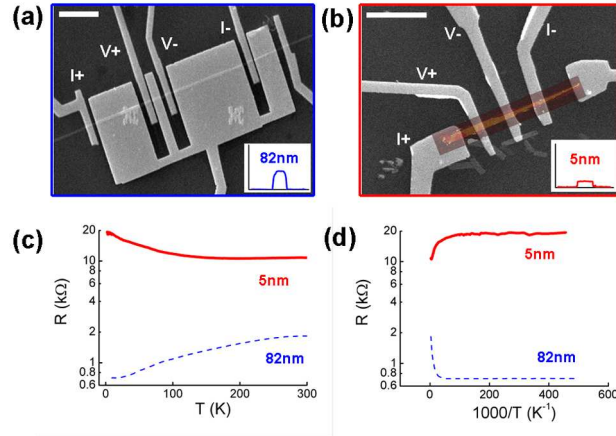 (a)
I+
V+
V-
I-
82nm
(b)
V-
I-
V+
I+
5nm
(c)
R (kΩ)
20
10
8
6
4
2
1
0.8
0.6
5nm
82nm
0
100
200
300
T (K)
(d)
R (kΩ)
20
10
8
6
4
2
1
0.8
0.6
5nm
82nm
0
200
400
600
1000/T (K⁻¹)